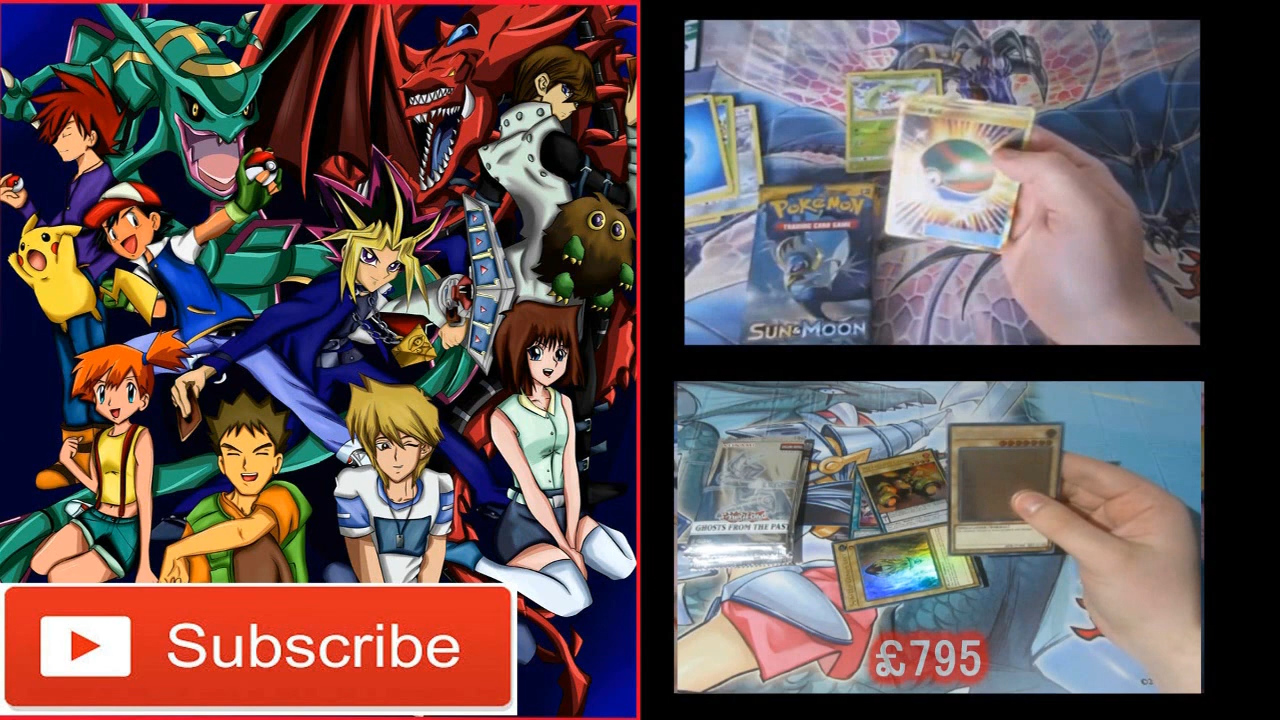 Subscribe
POKéMON
TRADING CARD GAME
SUN & MOON
GHOSTS FROM THE PAST
£795